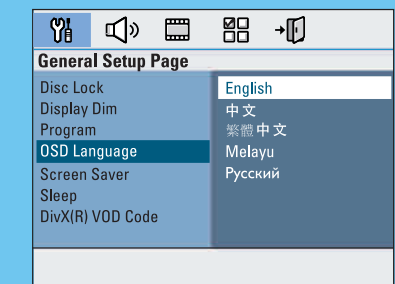 General Setup Page
Disc Lock
Display Dim
Program
OSD Language
Screen Saver
Sleep
DivX(R) VOD Code
English
中文
繁體中文
Melayu
Русский